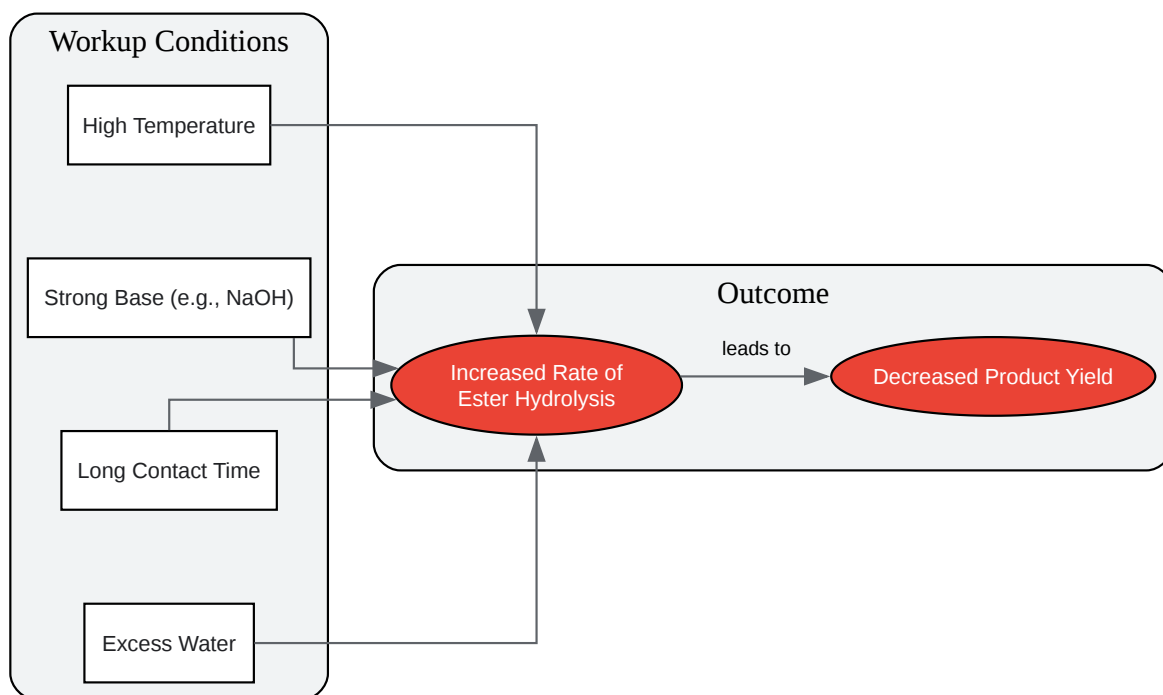 Workup Conditions
High Temperature
Strong Base (e.g., NaOH)
Long Contact Time
Excess Water
Outcome
Increased Rate of
Ester Hydrolysis
leads to
Decreased Product Yield